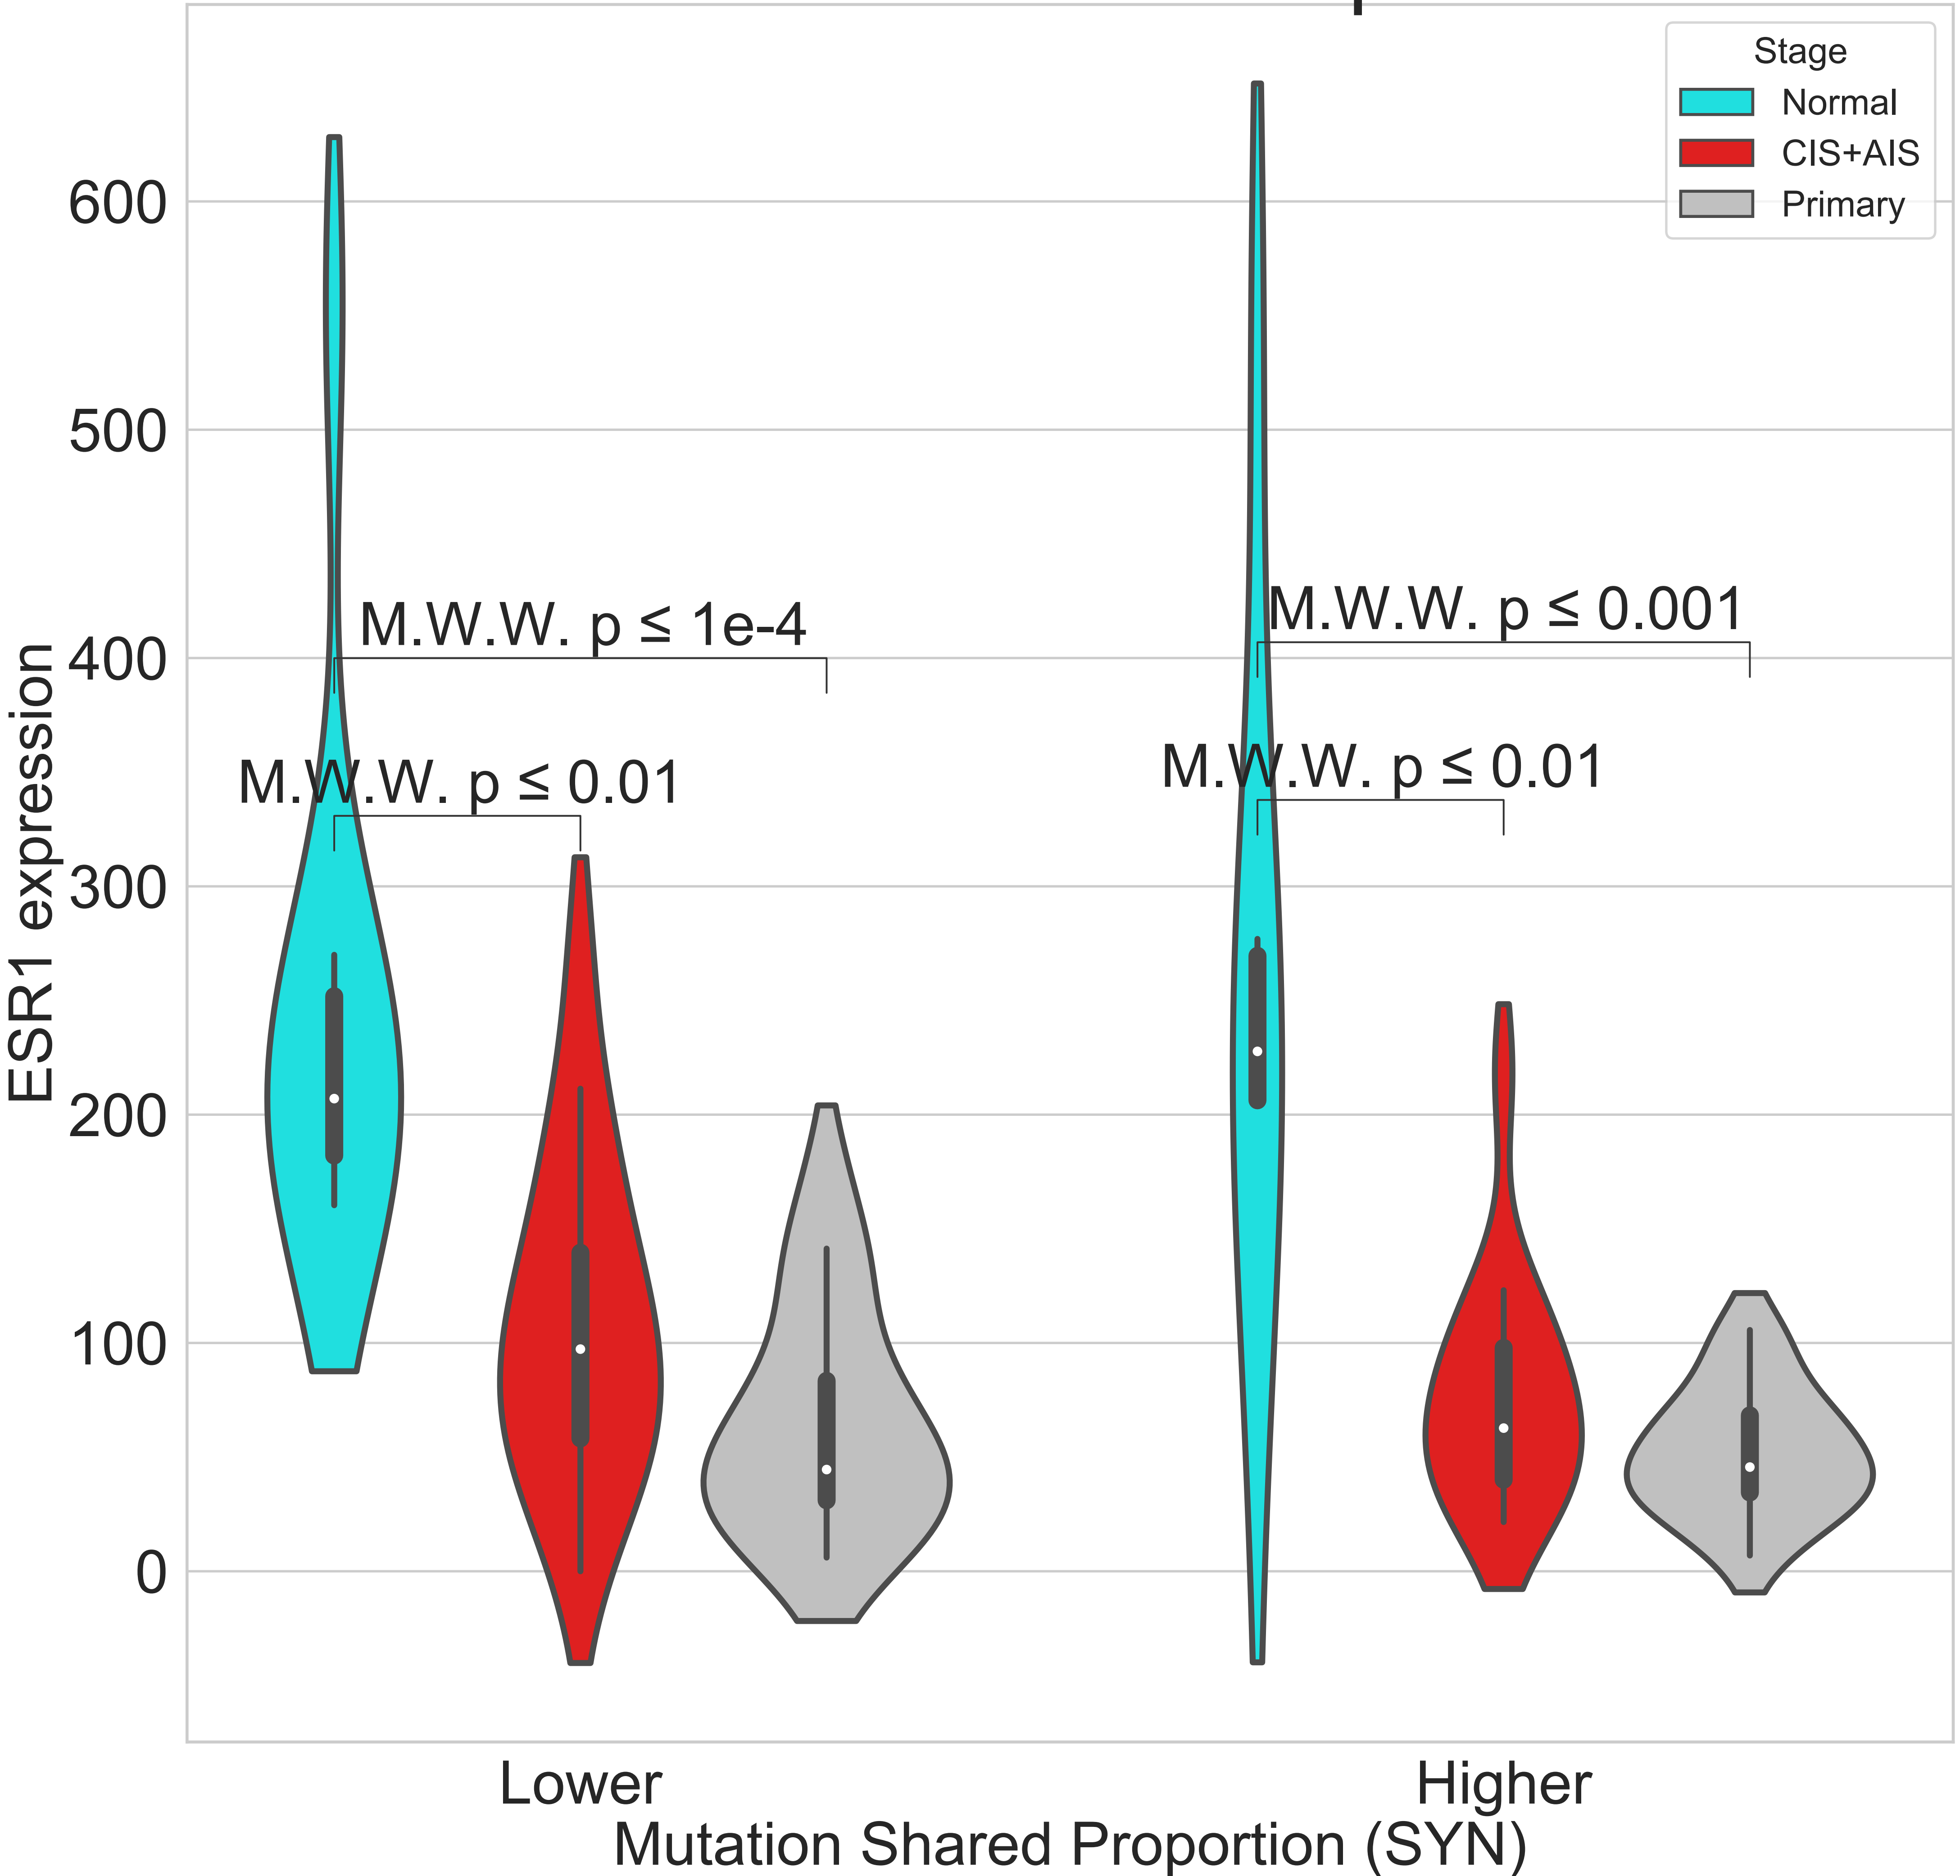 Stage
Normal
CIS+AIS
Primary
600
500
400
300
200
100
0
ESR1 expression
M.W.W. p ≤ 1e-4
M.W.W. p ≤ 0.01
M.W.W. p ≤ 0.001
M.W.W. p ≤ 0.01
Lower
Higher
Mutation Shared Proportion (SYN)